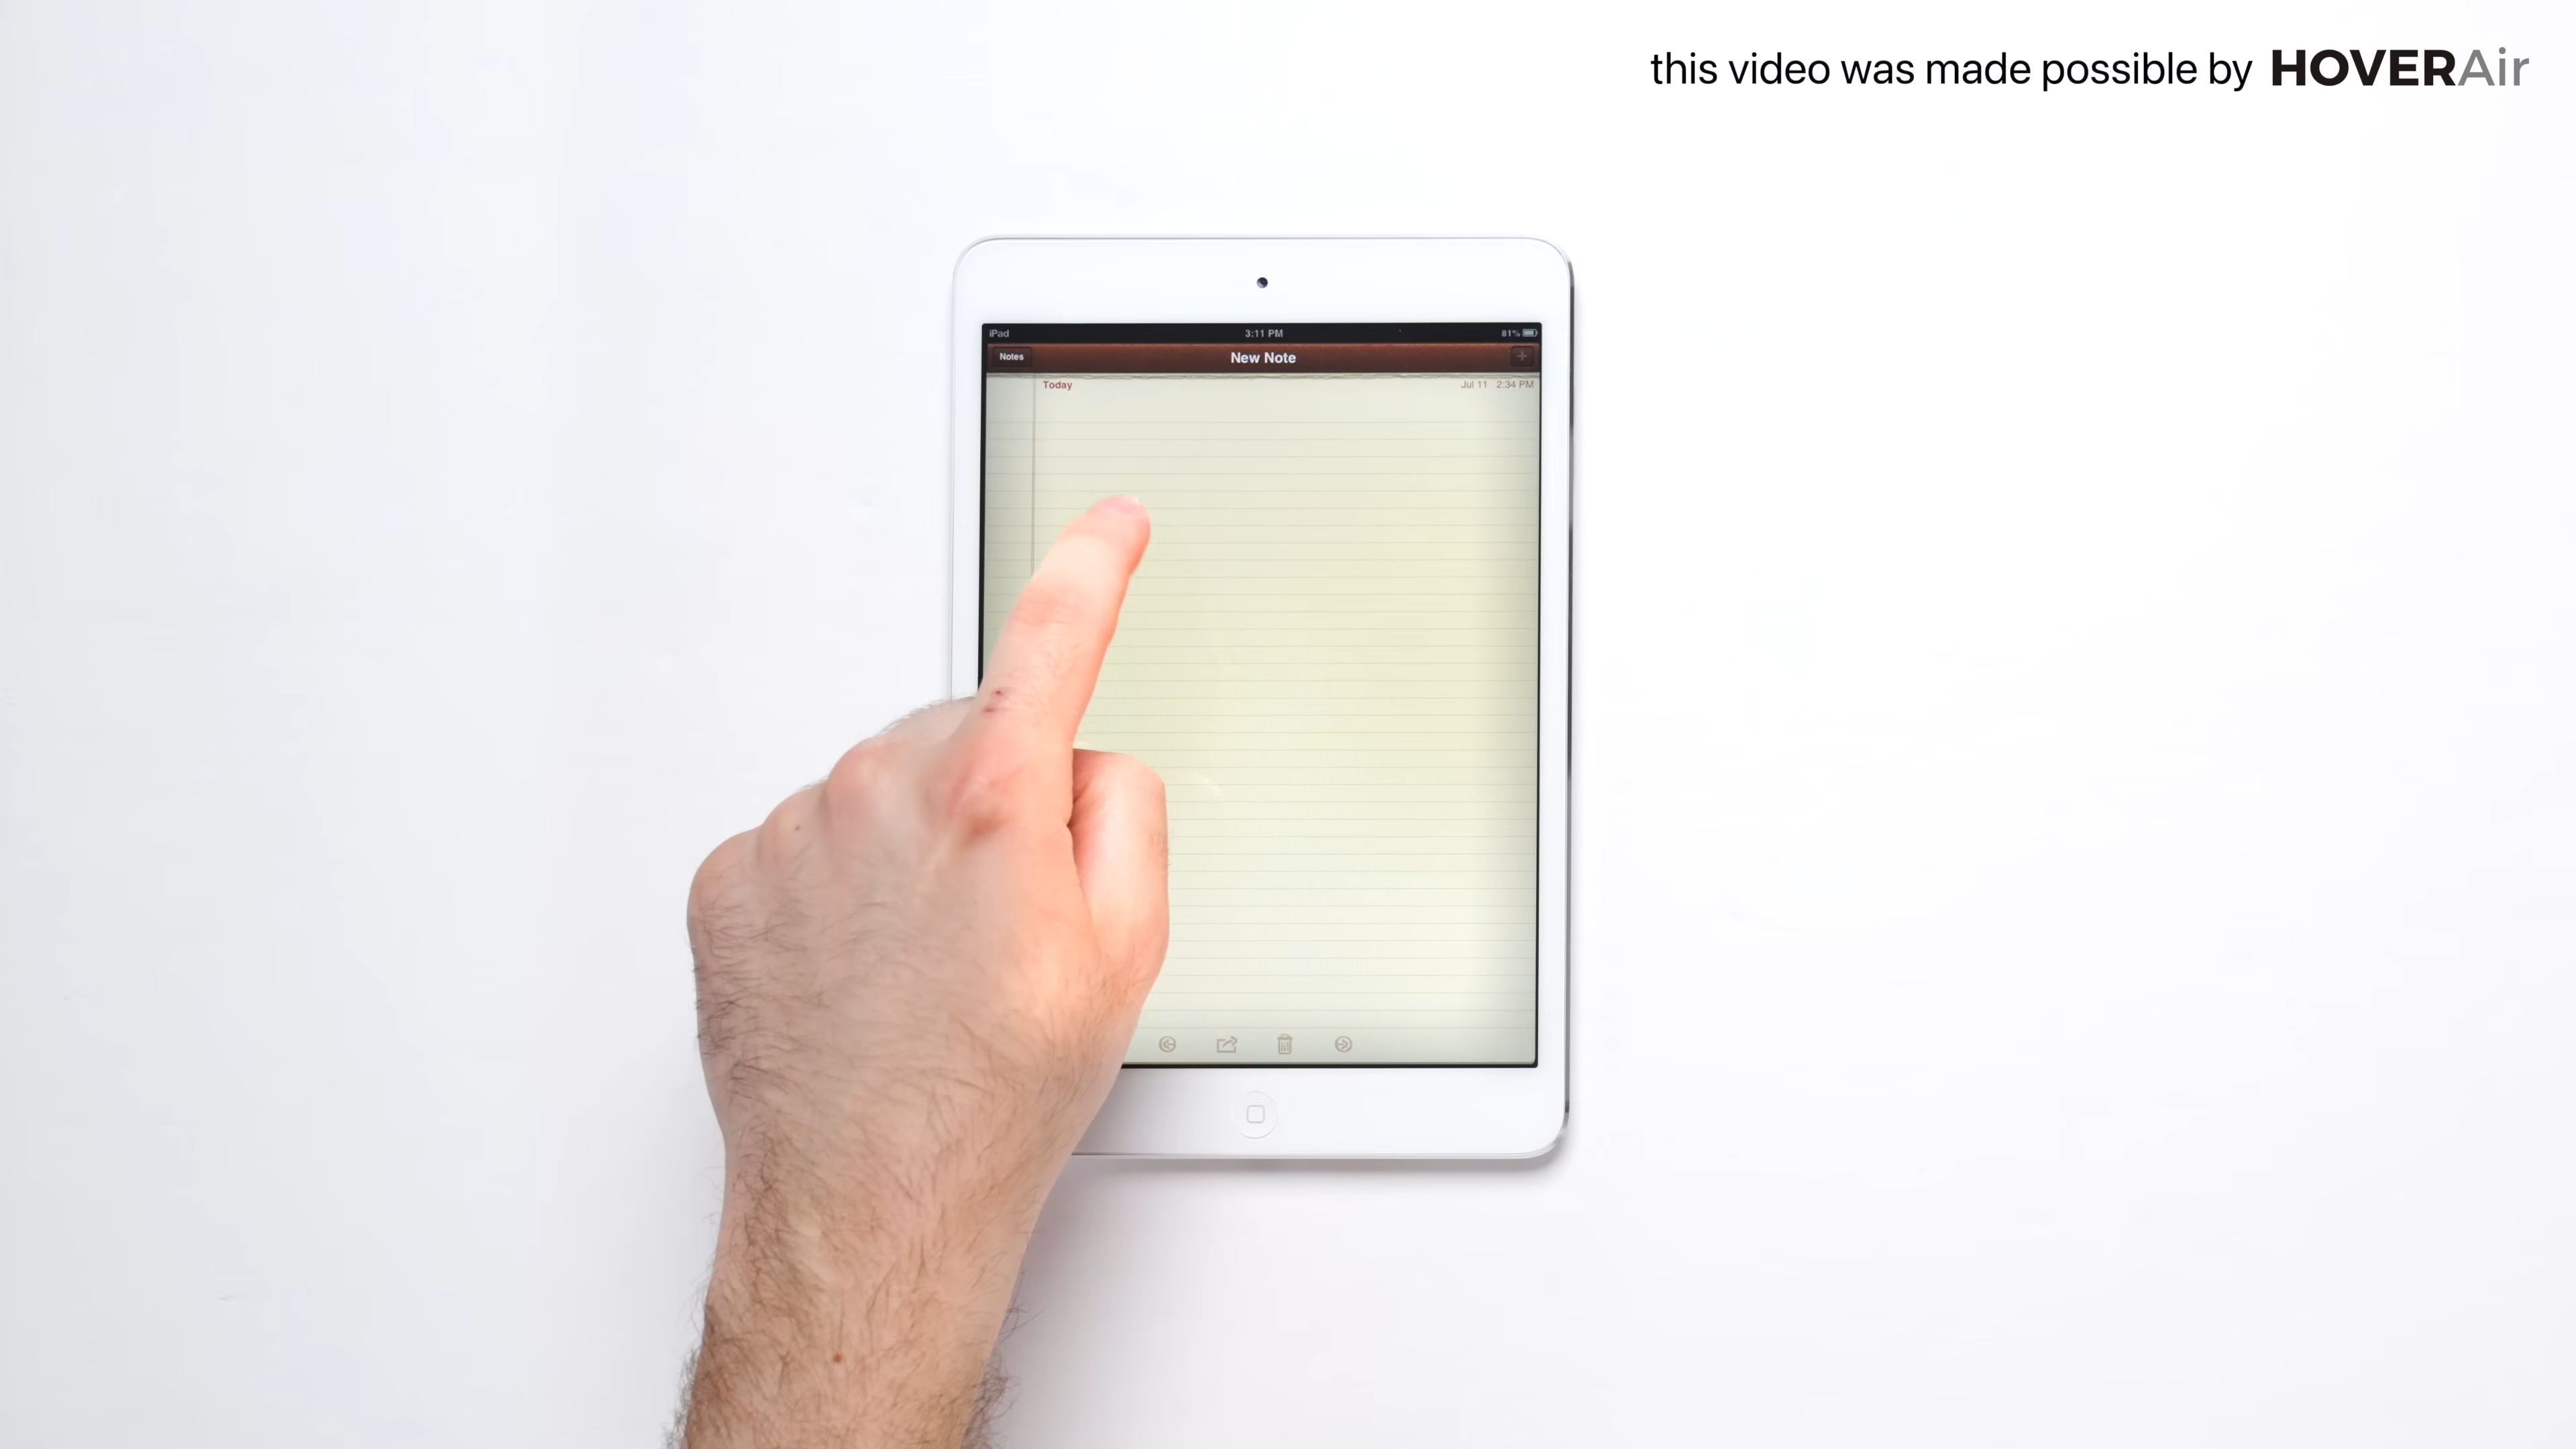 this video was made possible by HOVERAir
iPad 3:11 PM 81%
Notes New Note +
Today Jul 11 2:34 PM